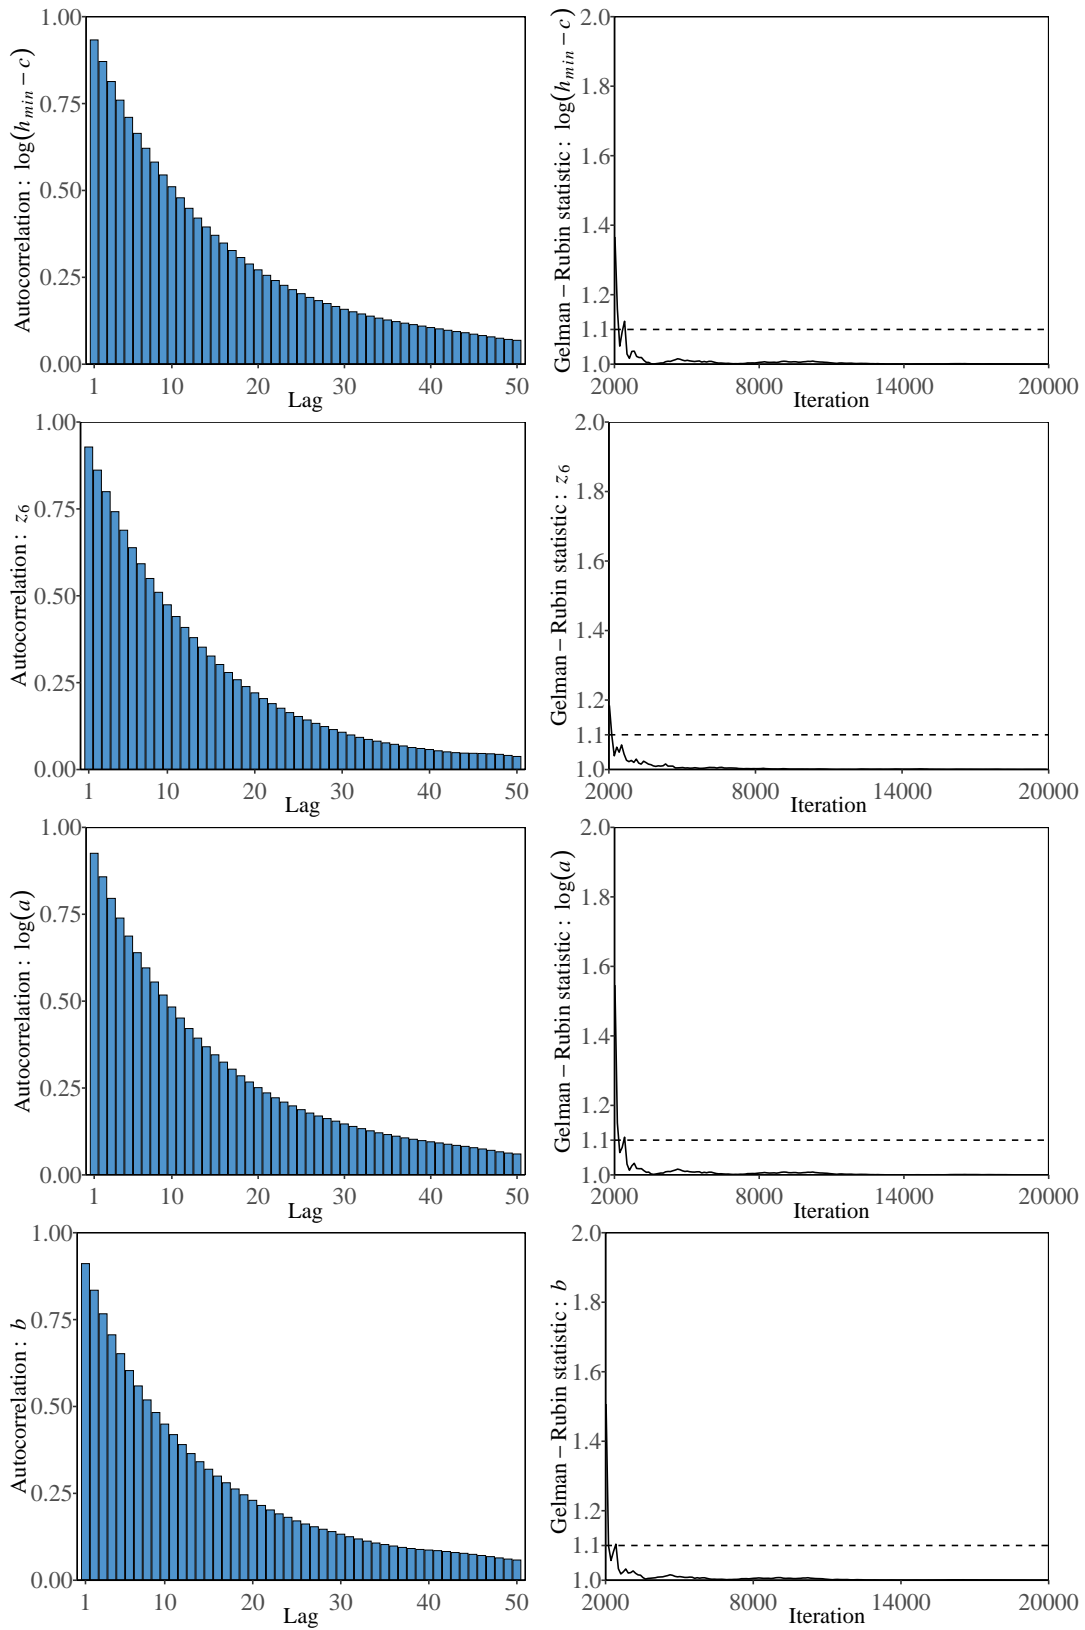 Autocorrelation : log(h_min − c)
1.00
0.75
0.50
0.25
0.00
1 10 20 30 40 50
Lag
Gelman − Rubin statistic : log(h_min − c)
2.0
1.8
1.6
1.4
1.2
1.1
1.0
2000 8000 14000 20000
Iteration
Autocorrelation : z_6
1.00
0.75
0.50
0.25
0.00
1 10 20 30 40 50
Lag
Gelman − Rubin statistic : z_6
2.0
1.8
1.6
1.4
1.2
1.1
1.0
2000 8000 14000 20000
Iteration
Autocorrelation : log(a)
1.00
0.75
0.50
0.25
0.00
1 10 20 30 40 50
Lag
Gelman − Rubin statistic : log(a)
2.0
1.8
1.6
1.4
1.2
1.1
1.0
2000 8000 14000 20000
Iteration
Autocorrelation : b
1.00
0.75
0.50
0.25
0.00
1 10 20 30 40 50
Lag
Gelman − Rubin statistic : b
2.0
1.8
1.6
1.4
1.2
1.1
1.0
2000 8000 14000 20000
Iteration